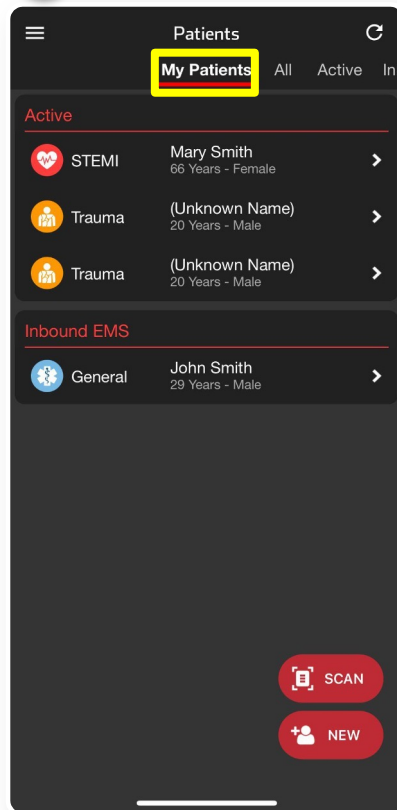 Patients
My Patients All Active In
Active
STEMI Mary Smith
66 Years - Female
Trauma (Unknown Name)
20 Years - Male
Trauma (Unknown Name)
20 Years - Male
Inbound EMS
General John Smith
29 Years - Male
SCAN
NEW